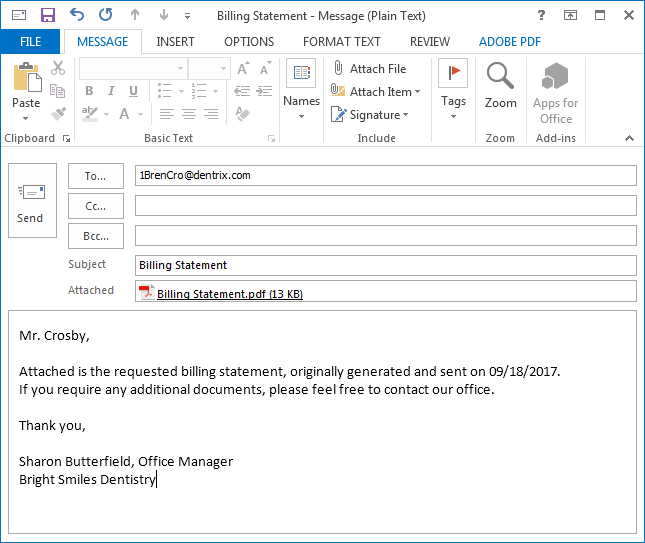 Billing Statement - Message (Plain Text)
FILE MESSAGE INSERT OPTIONS FORMAT TEXT REVIEW ADOBE PDF
Paste
Clipboard
B I U
A A
ab A
Basic Text
Names
Attach File
Attach Item
Signature
Include
Tags
Zoom
Zoom
Apps for
Office
Add-ins
Send
To...
1BrenCro@dentrix.com
Cc...
Bcc...
Subject
Billing Statement
Attached
Billing Statement.pdf (13 KB)
Mr. Crosby,
Attached is the requested billing statement, originally generated and sent on 09/18/2017.
If you require any additional documents, please feel free to contact our office.
Thank you,
Sharon Butterfield, Office Manager
Bright Smiles Dentistry